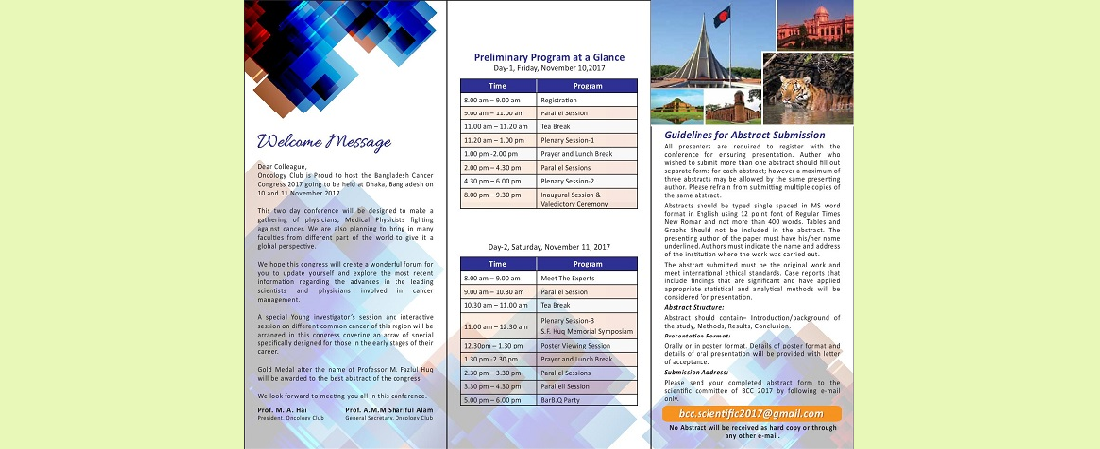 Welcome Message
Dear Colleague,
Oncology Club is Proud to host the Bangladesh Cancer
Congress 2017 going to be held at Dhaka, Bangladesh on
10 and 11 November 2017
This two day conference will be designed to make a
gathering of physicians, Medical Physicists fighting
against cancer. We are also planning to bring in many
faculties from different part of the world to give it a
global perspective.
We hope this congress will create a wonderful forum for
you to update yourself and explore the most recent
information regarding the advances in the leading
scientists and physicians involved in cancer
management.
A special Young investigator's session and interactive
session on different common cancer of this region will be
arranged in this congress covering an array of special
specifically designed for those in the early stages of their
career.
Gold Medal after the name of Professor M. Fazlul Huq
will be awarded to the best abstract of the congress
We look forward to meeting you all in this conference.
Prof. M. A. Hai Prof. A.M.M Shariful Alam
President, Oncology Club General Secretary, Oncology Club
Preliminary Program at a Glance
Day-1, Friday, November 10,2017
Time Program
8.00 am – 9.00 am Registration
9.00 am – 11.00 am Parallel Session
11.00 am – 11.20 am Tea Break
11.20 am – 1.00 pm Plenary Session-1
1.00 pm -2.00 pm Prayer and Lunch Break
2.00 pm – 4.30 pm Parallel Sessions
4.30 pm – 6.00 pm Plenary Session-2
8.00 pm – 9.30 pm Inaugural Session &
Valedictory Ceremony
Day-2, Saturday, November 11, 2017
Time Program
8.00 am – 9.00 am Meet The Experts
9.00 am – 10.30 am Parallel Session
10.30 am – 11.00 am Tea Break
11.00 am – 12.30 pm Plenary Session-3
S.F. Huq Memorial Symposium
12.30pm – 1.30 pm Poster Viewing Session
1.30 pm -2.30 pm Prayer and Lunch Break
2.30 pm – 3.30 pm Parallel Sessions
3.30 pm – 4.30 pm Parallell Session
5.00 pm – 6.00 pm Bar.B.Q Party
Guidelines for Abstract Submission
All presenters are required to register with the
conference for ensuring presentation. Author who
wished to submit more than one abstract should fill out
separate forms for each abstract; however a maximum of
three abstracts may be allowed by the same presenting
author. Please refrain from submitting multiple copies of
the same abstract.
Abstracts should be typed single spaced in MS word
format in English using 12 point font of Regular Times
New Roman and not more than 400 words. Tables and
Graphs should not be included in the abstract. The
presenting author of the paper must have his/her name
underlined. Authors must indicate the name and address
of the institution where the work was carried out.
The abstract submitted must be the original work and
meet international ethical standards. Case reports that
include findings that are significant and have applied
appropriate statistical and analytical methods will be
considered for presentation.
Abstract Structure:
Abstract should contain- Introduction/background of
the study, Methods, Results, Conclusion.
Presentation Format:
Orally or in poster format. Details of poster format and
details of oral presentation will be provided with letter
of acceptance.
Submission Address
Please send your completed abstract form to the
scientific committee of BCC 2017 by following e-mail
only.
bcc.scientific2017@gmail.com
No Abstract will be received as hard copy or through
any other e-mail.